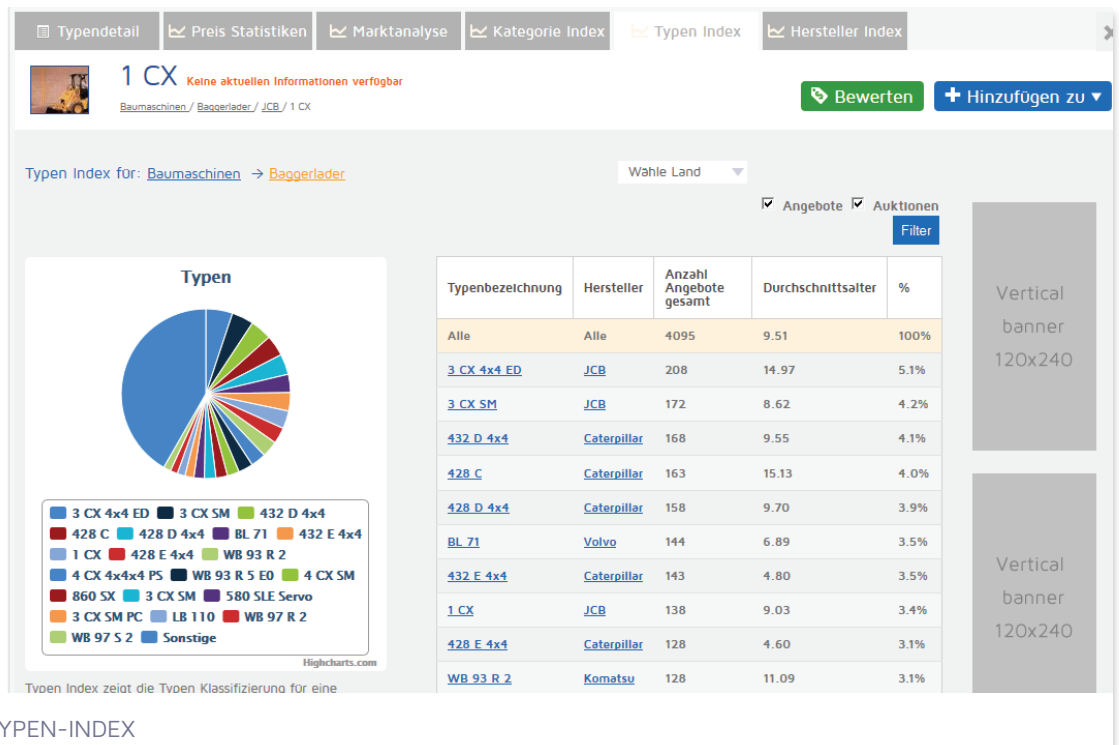 Typendetail Preis Statistiken Marktanalyse Kategorie Index Typen Index Hersteller Index
1 CX Keine aktuellen Informationen verfügbar
Baumaschinen / Baggerlader / JCB / 1 CX
Bewerten Hinzufügen zu
Typen Index für: Baumaschinen → Baggerlader
Wähle Land
Angebote Auktionen
Filter
Typen
3 CX 4x4 ED 3 CX SM 432 D 4x4
428 C 428 D 4x4 BL 71 432 E 4x4
1 CX 428 E 4x4 WB 93 R 2
4 CX 4x4x4 PS WB 93 R 5 E0 4 CX SM
860 SX 3 CX SM 580 SLE Servo
3 CX SM PC LB 110 WB 97 R 2
WB 97 S 2 Sonstige
Highcharts.com
Typen Index zeigt die Typen Klassifizierung für eine
Typenbezeichnung Hersteller Anzahl Angebote gesamt Durchschnittsalter %
Alle Alle 4095 9.51 100%
3 CX 4x4 ED JCB 208 14.97 5.1%
3 CX SM JCB 172 8.62 4.2%
432 D 4x4 Caterpillar 168 9.55 4.1%
428 C Caterpillar 163 15.13 4.0%
428 D 4x4 Caterpillar 158 9.70 3.9%
BL 71 Volvo 144 6.89 3.5%
432 E 4x4 Caterpillar 143 4.80 3.5%
1 CX JCB 138 9.03 3.4%
428 E 4x4 Caterpillar 128 4.60 3.1%
WB 93 R 2 Komatsu 128 11.09 3.1%
Vertical
banner
120x240
Vertical
banner
120x240
YPEN-INDEX